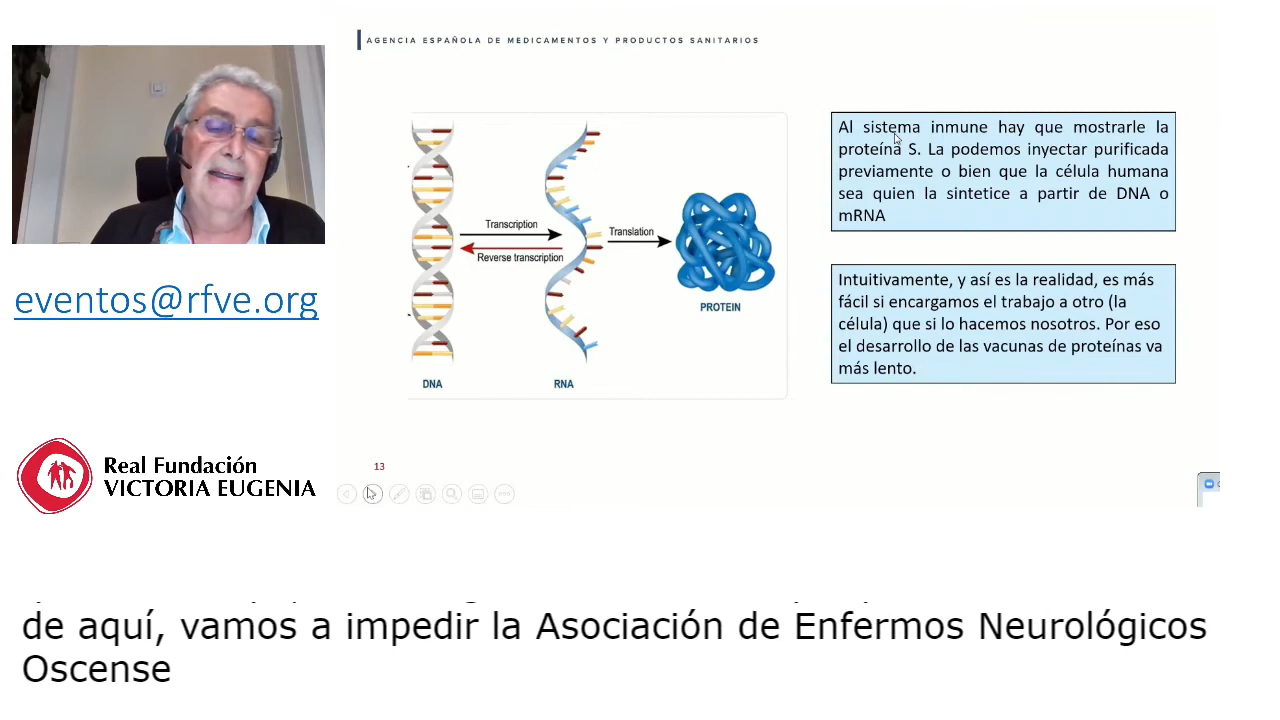 AGENCIA ESPAÑOLA DE MEDICAMENTOS Y PRODUCTOS SANITARIOS
Transcription
Reverse transcription
Translation
PROTEIN
DNA
RNA
Al sistema inmune hay que mostrarle la
proteína S. La podemos inyectar purificada
previamente o bien que la célula humana
sea quien la sintetice a partir de DNA o
mRNA
Intuitivamente, y así es la realidad, es más
fácil si encargamos el trabajo a otro (la
célula) que si lo hacemos nosotros. Por eso
el desarrollo de las vacunas de proteínas va
más lento.
13
eventos@rfve.org
Real Fundación
VICTORIA EUGENIA
de aquí, vamos a impedir la Asociación de Enfermos Neurológicos
Oscense